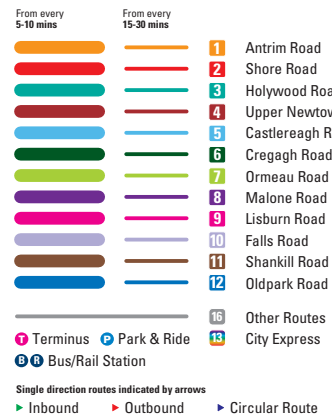 From every 5-10 mins
From every 15-30 mins
1 Antrim Road
2 Shore Road
3 Holywood
4 Upper
5 Castlereagh
6 Cregagh Road
7 Ormeau Road
8 Malone Road
9 Lisburn Road
10 Falls Road
11 Shankill Road
12 Oldpark Road
16 Other Routes
T Terminus P Park & Ride 13 City Express
B R Bus/Rail Station
Single direction routes indicated by arrows
Inbound Outbound Circular Route